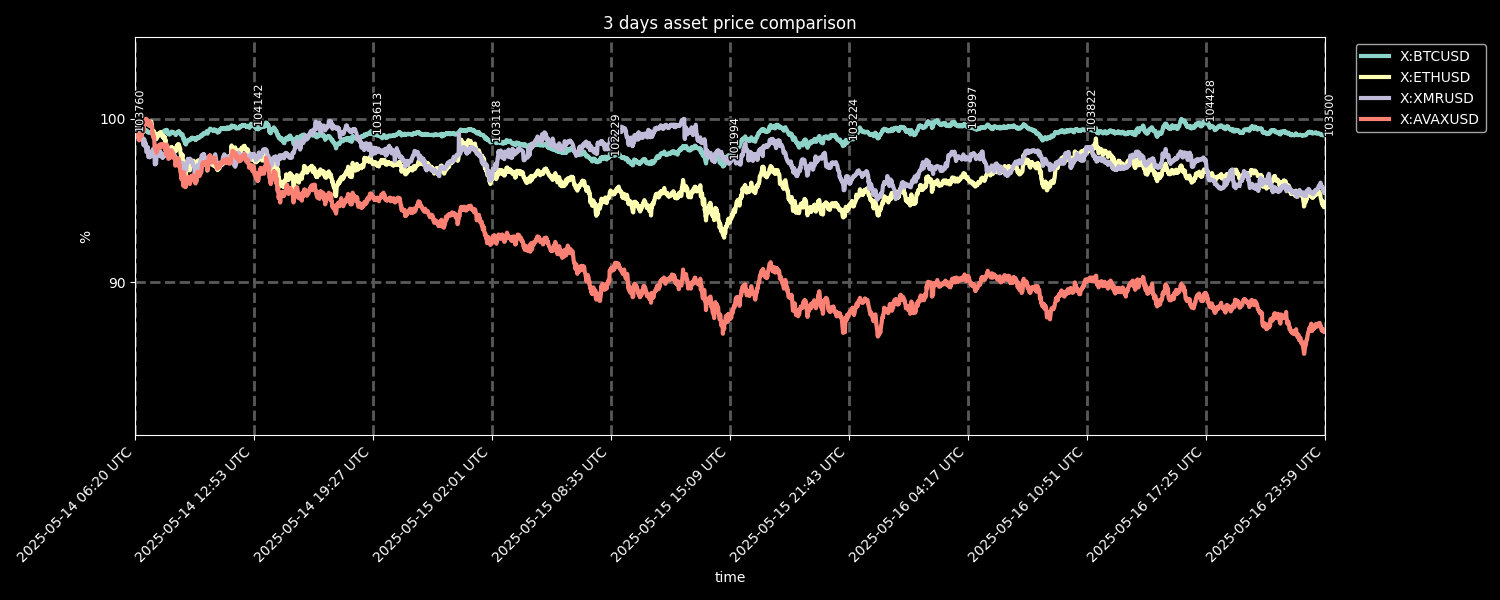 3 days asset price comparison
X:BTCUSD
X:ETHUSD
X:XMRUSD
X:AVAXUSD
100
90
%
103760
104142
103613
103118
102229
101994
103224
103997
103822
104428
103500
2025-05-14 06:20 UTC
2025-05-14 12:53 UTC
2025-05-14 19:27 UTC
2025-05-15 02:01 UTC
2025-05-15 08:35 UTC
2025-05-15 15:09 UTC
2025-05-15 21:43 UTC
2025-05-16 04:17 UTC
2025-05-16 10:51 UTC
2025-05-16 17:25 UTC
2025-05-16 23:59 UTC
time